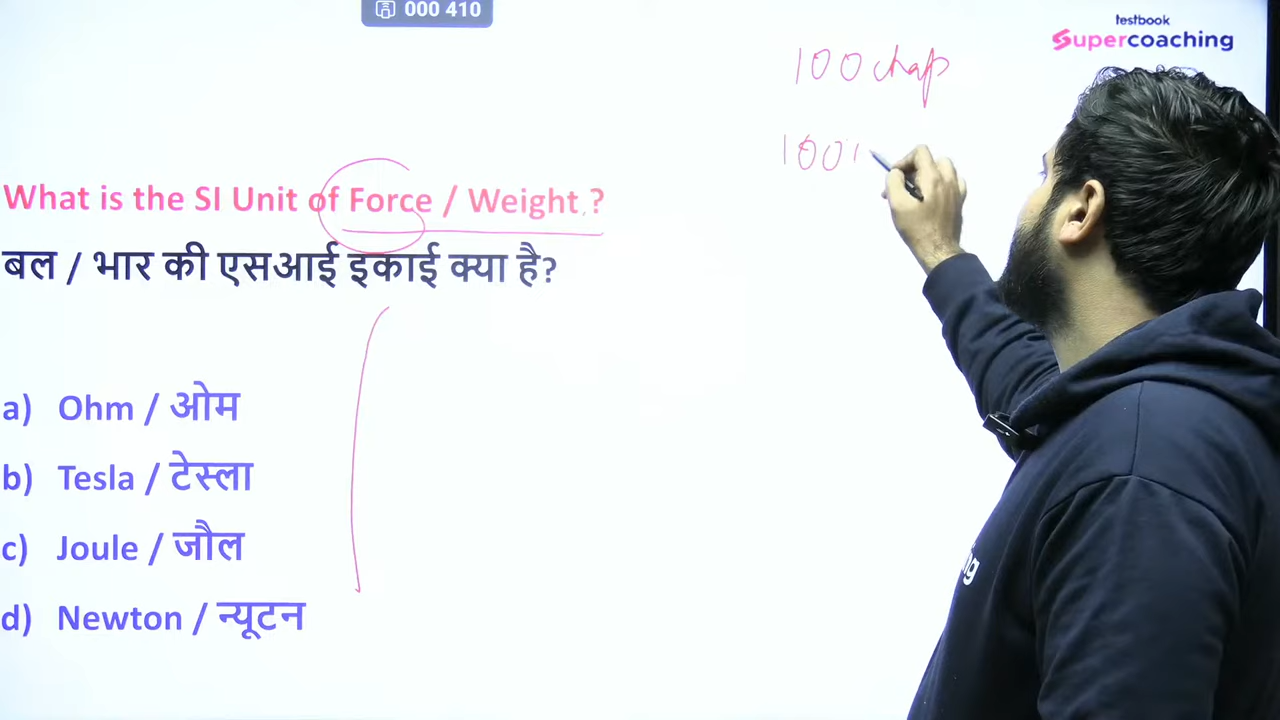 000 410
testbook
Supercoaching
100 chap
100
What is the SI Unit of Force / Weight ?
बल / भार की एसआई इकाई क्या है?
a) Ohm / ओम
b) Tesla / टेस्ला
c) Joule / जौल
d) Newton / न्यूटन